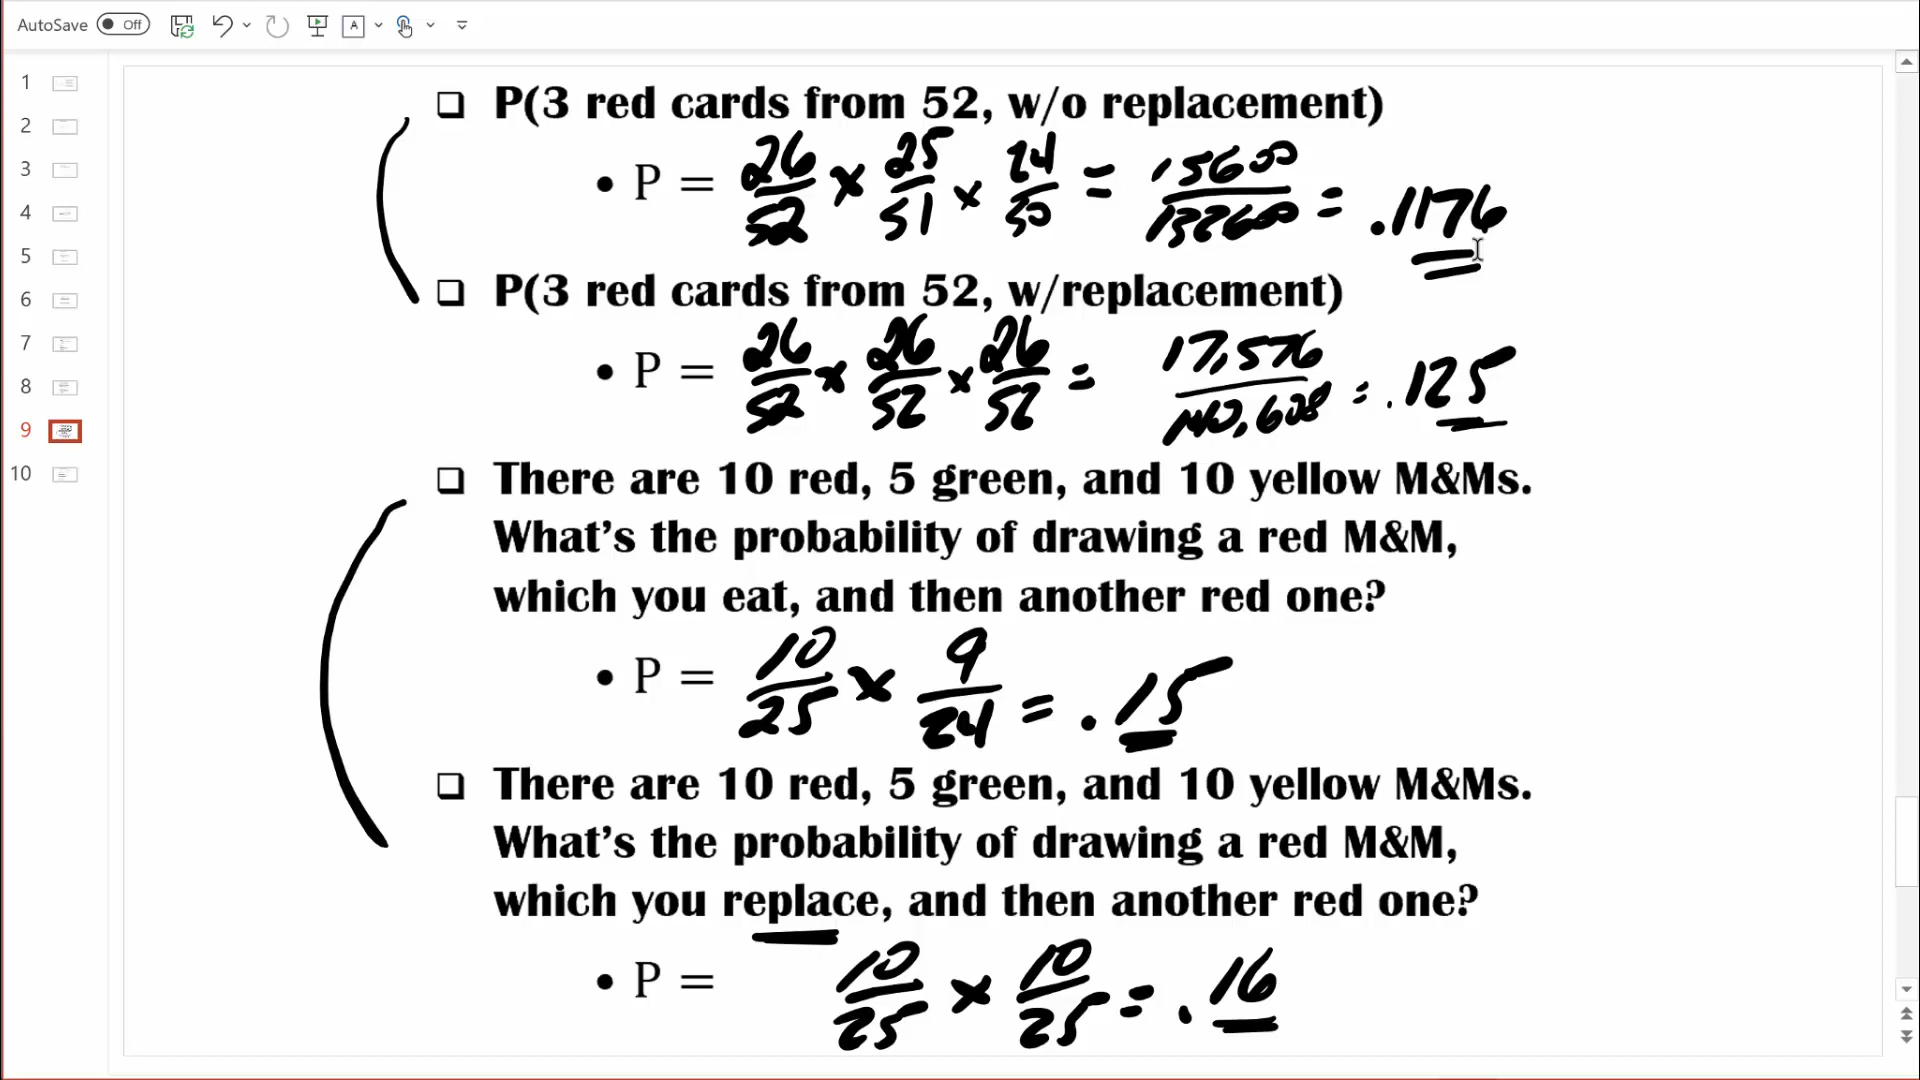 AutoSave Off A
1
2
3
4
5
6
7
8
9
10
❑ P(3 red cards from 52, w/o replacement)
• P = 26/52 × 25/51 × 24/50 = 15600/132600 = .1176
❑ P(3 red cards from 52, w/replacement)
• P = 26/52 × 26/52 × 26/52 = 17,576/140,608 = .125
❑ There are 10 red, 5 green, and 10 yellow M&Ms.
What's the probability of drawing a red M&M,
which you eat, and then another red one?
• P = 10/25 × 9/24 = .15
❑ There are 10 red, 5 green, and 10 yellow M&Ms.
What's the probability of drawing a red M&M,
which you replace, and then another red one?
• P = 10/25 × 10/25 = .16